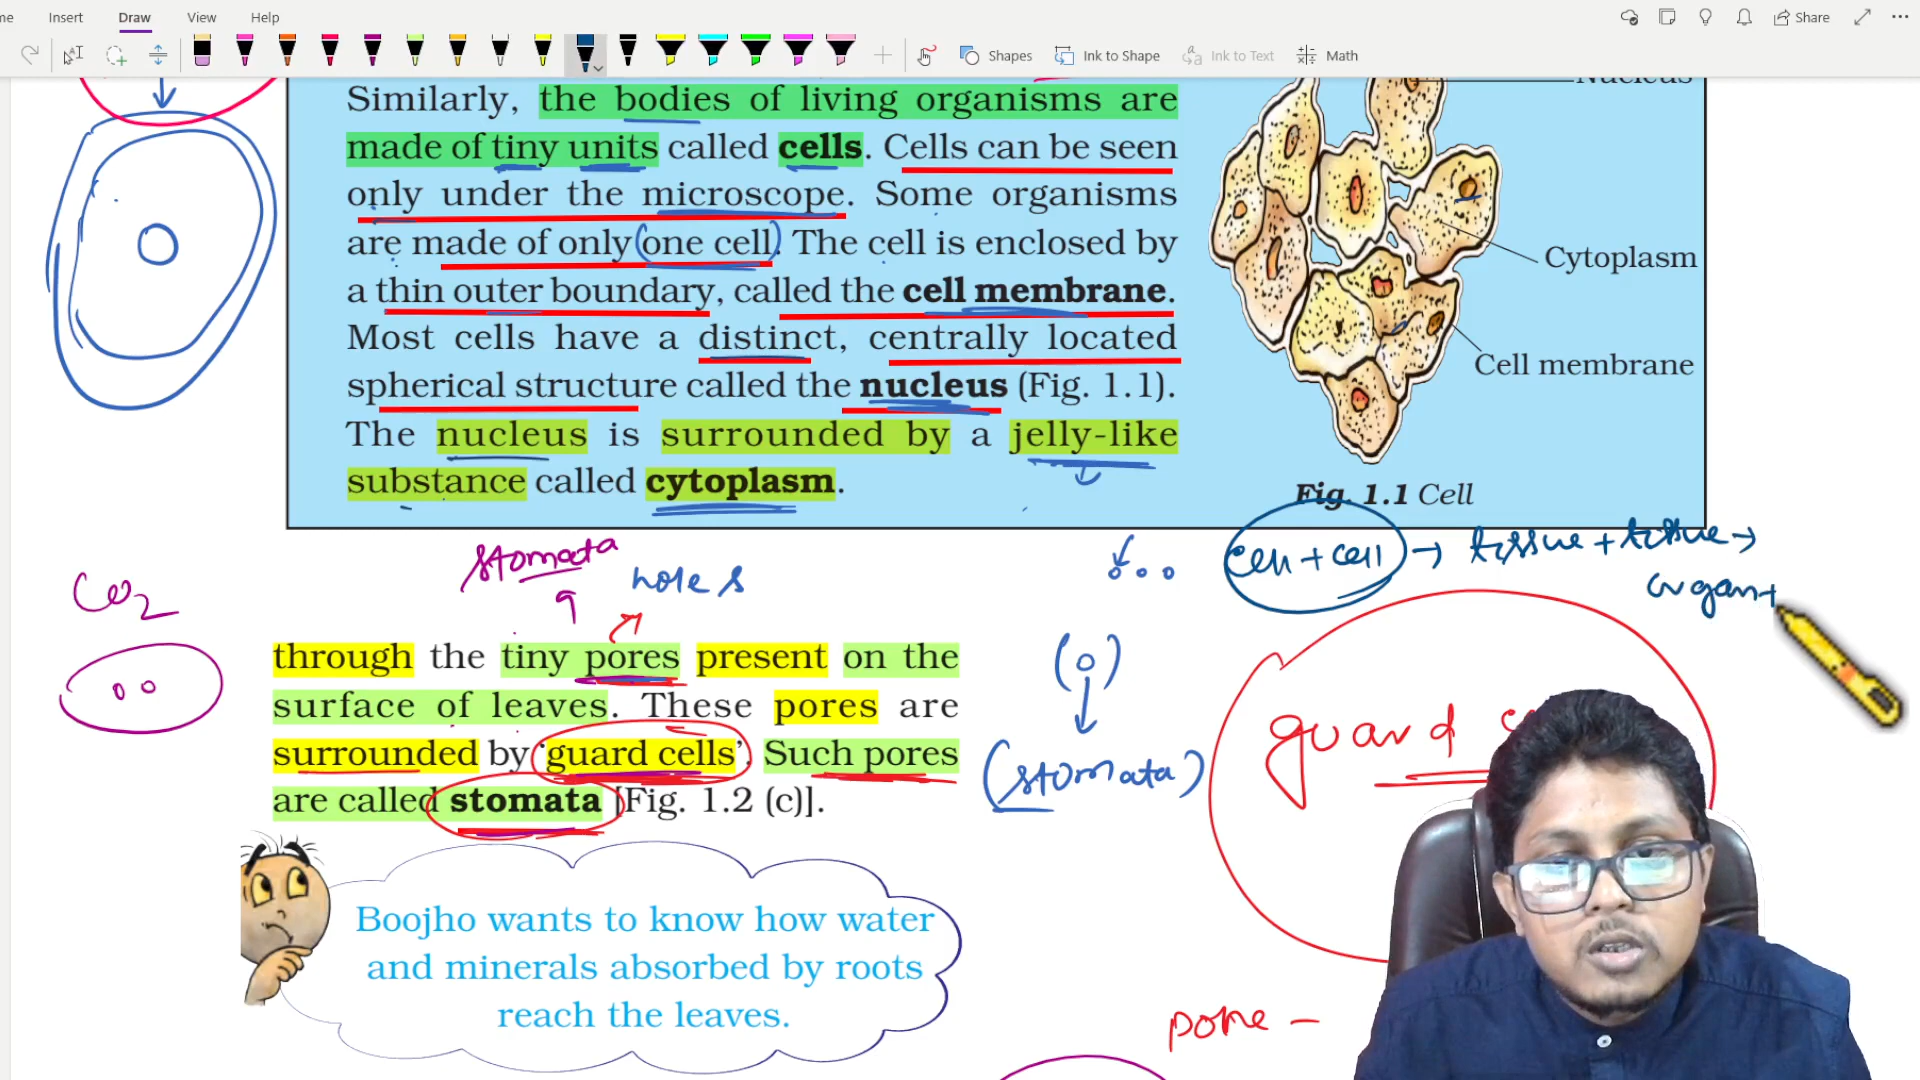 me Insert Draw View Help Share
Shapes Ink to Shape Ink to Text Math
Nucleus
Similarly, the bodies of living organisms are
made of tiny units called cells. Cells can be seen
only under the microscope. Some organisms
are made of only one cell. The cell is enclosed by
a thin outer boundary, called the cell membrane.
Most cells have a distinct, centrally located
spherical structure called the nucleus (Fig. 1.1).
The nucleus is surrounded by a jelly-like
substance called cytoplasm.
Cytoplasm
Cell membrane
Fig. 1.1 Cell
cell + cell → tissue + tissue →
organ +
stomata
holes
CO2
through the tiny pores present on the
surface of leaves. These pores are
surrounded by ‘guard cells’. Such pores
are called stomata [Fig. 1.2 (c)].
(stomata)
guard
Boojho wants to know how water
and minerals absorbed by roots
reach the leaves.
pore –